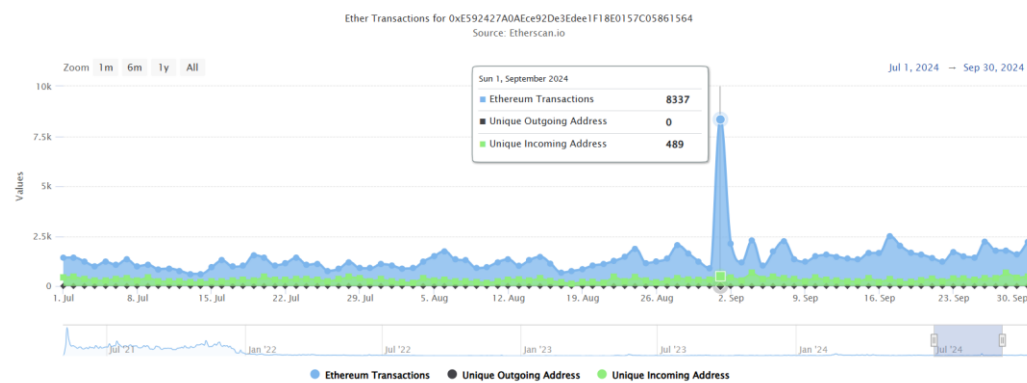 Ether Transactions for 0xE592427A0AEce92De3Edee1F18E0157C05861564
Source: Etherscan.io
Zoom 1m 6m 1y All
Jul 1, 2024 → Sep 30, 2024
Sun 1, September 2024
Ethereum Transactions 8337
Unique Outgoing Address 0
Unique Incoming Address 489
Values
10k
7.5k
5k
2.5k
0
1. Jul 8. Jul 15. Jul 22. Jul 29. Jul 5. Aug 12. Aug 19. Aug 26. Aug 2. Sep 9. Sep 16. Sep 23. Sep 30. Sep
Jul '21 Jan '22 Jul '22 Jan '23 Jul '23 Jan '24 Jul '24
Ethereum Transactions Unique Outgoing Address Unique Incoming Address